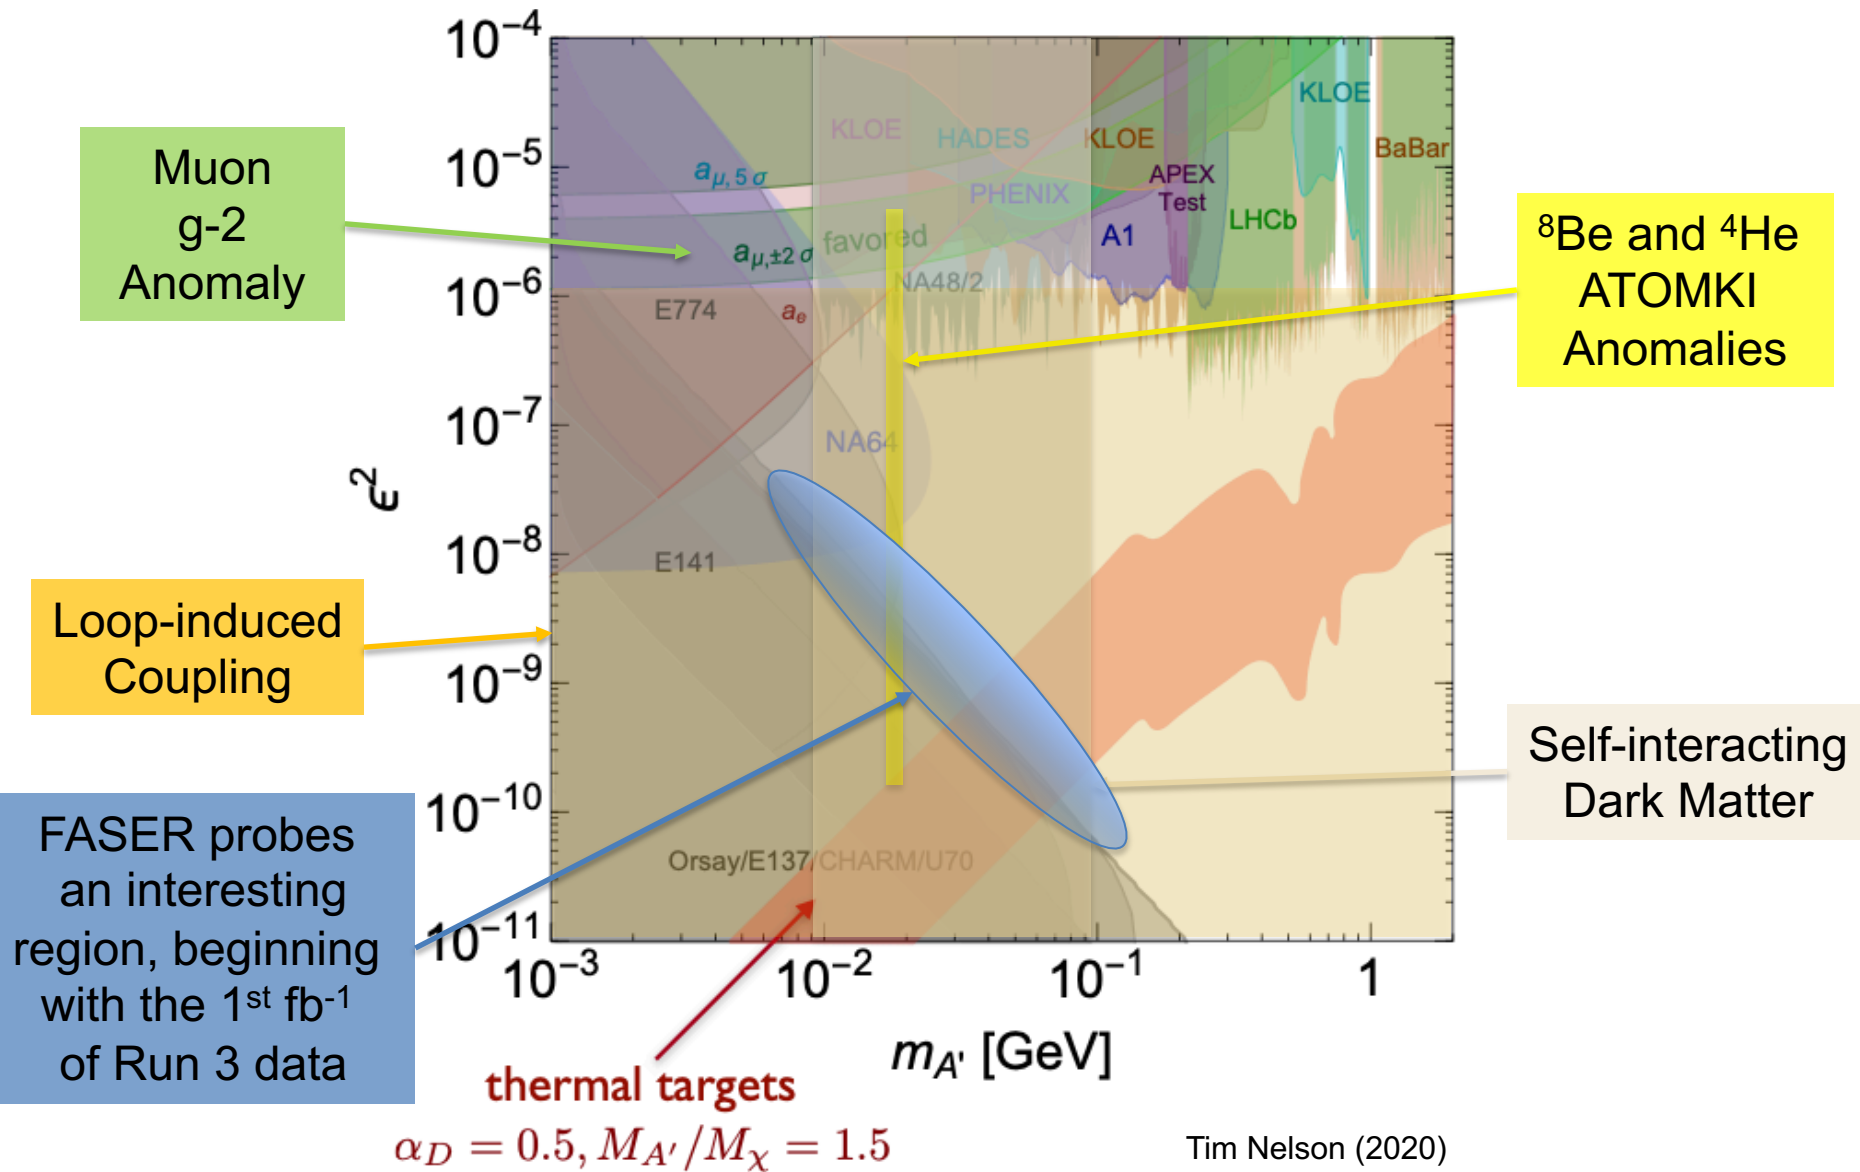 10⁻⁴
10⁻⁵
10⁻⁶
10⁻⁷
10⁻⁸
10⁻⁹
10⁻¹⁰
10⁻¹¹
ϵ²
10⁻³
10⁻²
10⁻¹
1
m_A' [GeV]
KLOE
HADES
KLOE
KLOE
BaBar
a_μ, 5 σ
PHENIX
APEX
Test
A1
LHCb
a_μ,±2 σ favored
NA48/2
E774
a_e
NA64
E141
Orsay/E137/CHARM/U70
Muon
g-2
Anomaly
⁸Be and ⁴He
ATOMKI
Anomalies
Loop-induced
Coupling
Self-interacting
Dark Matter
FASER probes
an interesting
region, beginning
with the 1ˢᵗ fb⁻¹
of Run 3 data
thermal targets
α_D = 0.5, M_A'/M_χ = 1.5
Tim Nelson (2020)